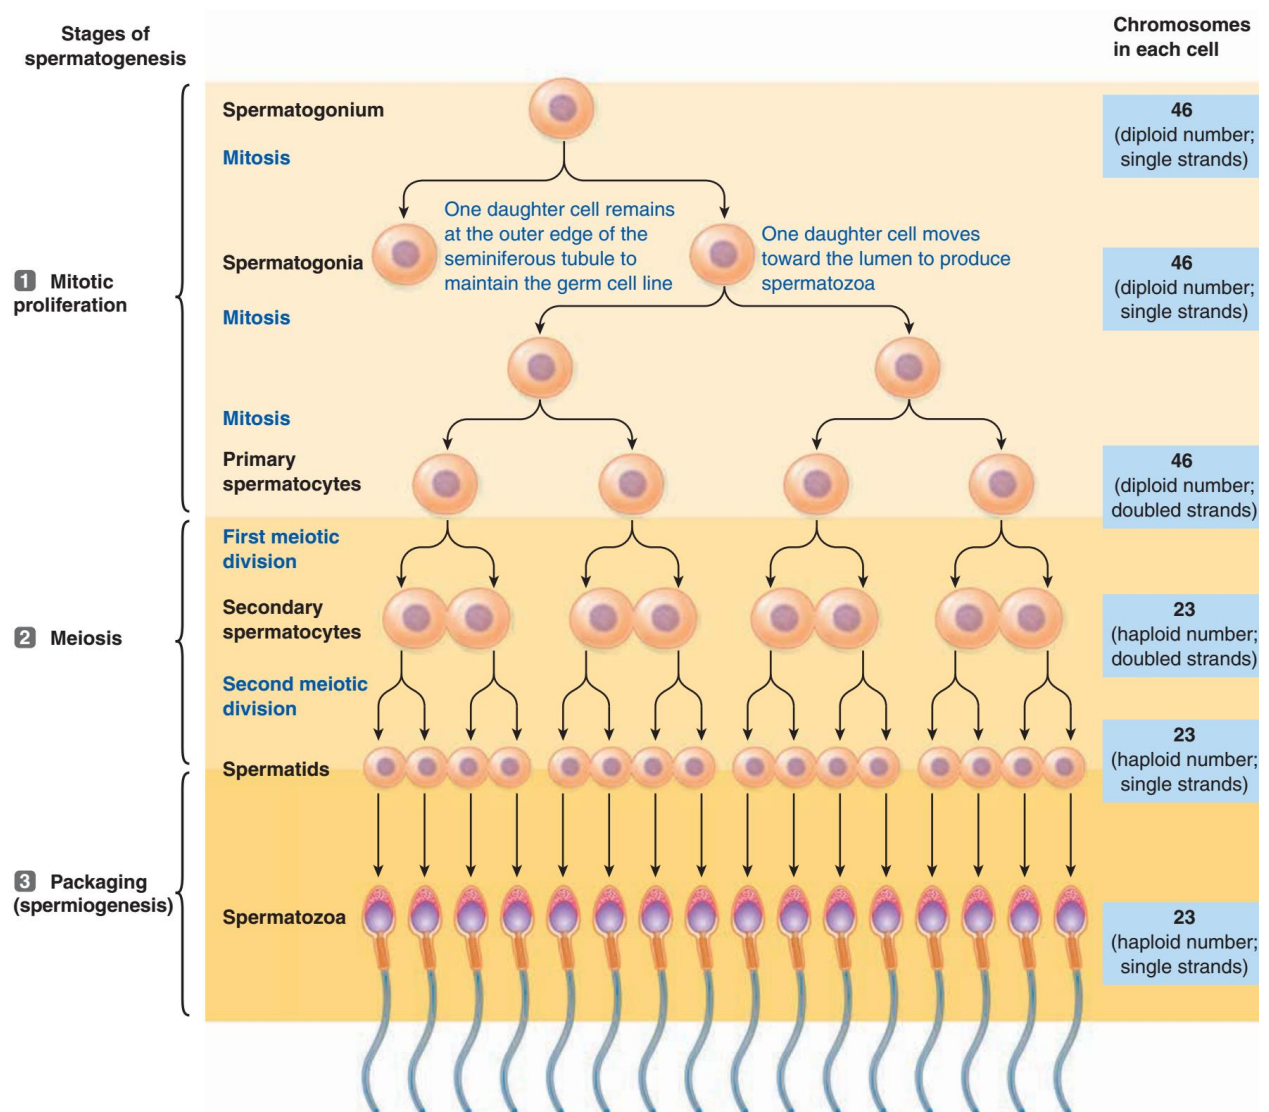 Stages of
spermatogenesis
Chromosomes
in each cell
Spermatogonium
46
(diploid number;
single strands)
Mitosis
One daughter cell remains
at the outer edge of the
seminiferous tubule to
maintain the germ cell line
One daughter cell moves
toward the lumen to produce
spermatozoa
Spermatogonia
46
(diploid number;
single strands)
1 Mitotic
proliferation
Mitosis
Mitosis
Primary
spermatocytes
46
(diploid number;
doubled strands)
First meiotic
division
Secondary
spermatocytes
23
(haploid number;
doubled strands)
2 Meiosis
Second meiotic
division
Spermatids
23
(haploid number;
single strands)
3 Packaging
(spermiogenesis)
Spermatozoa
23
(haploid number;
single strands)